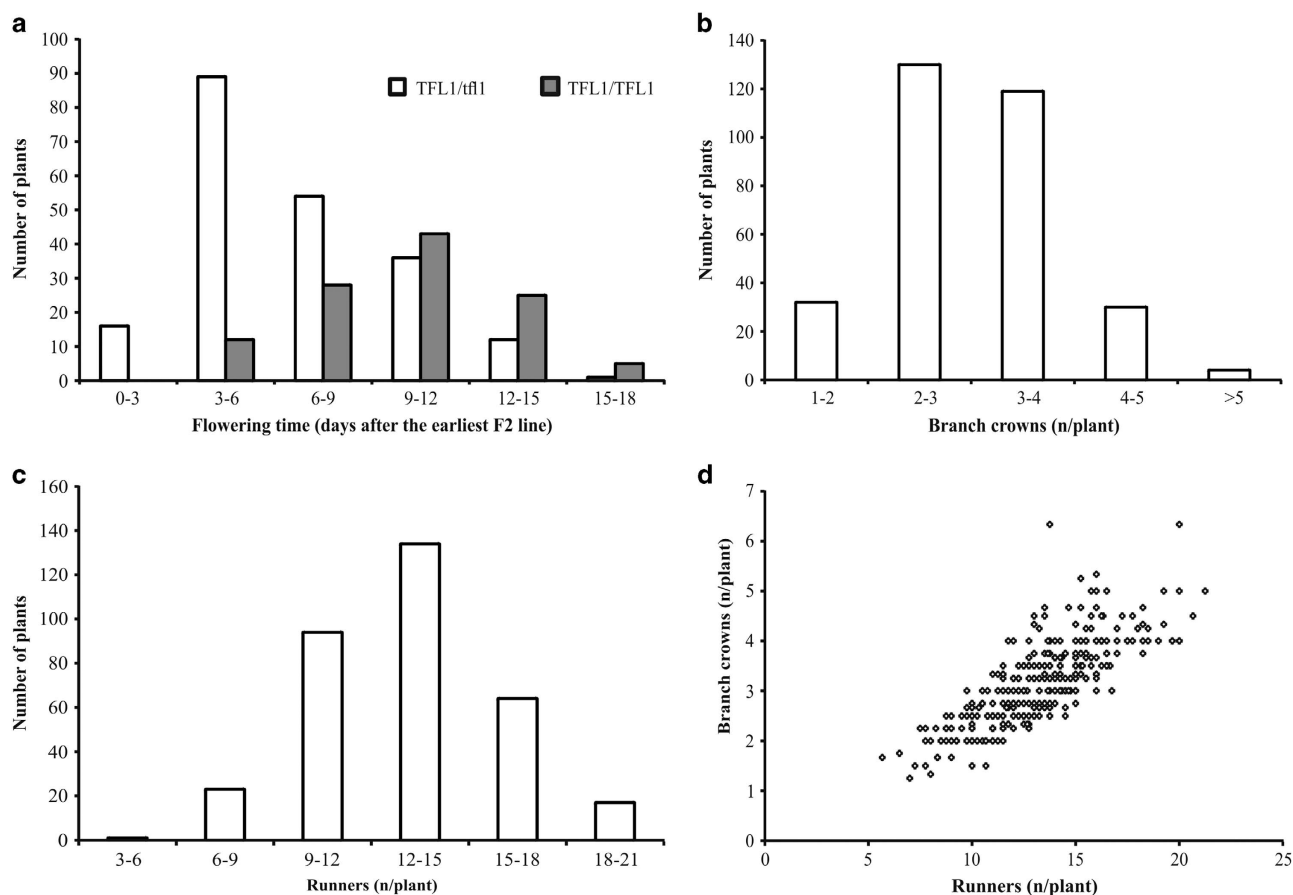 a
100
90
80
70
60
50
40
30
20
10
0
Number of plants
TFL1/tfl1 TFL1/TFL1
0-3 3-6 6-9 9-12 12-15 15-18
Flowering time (days after the earliest F2 line)
b
140
120
100
80
60
40
20
0
Number of plants
1-2 2-3 3-4 4-5 >5
Branch crowns (n/plant)
c
160
140
120
100
80
60
40
20
0
Number of plants
3-6 6-9 9-12 12-15 15-18 18-21
Runners (n/plant)
d
7
6
5
4
3
2
1
0
Branch crowns (n/plant)
0 5 10 15 20 25
Runners (n/plant)